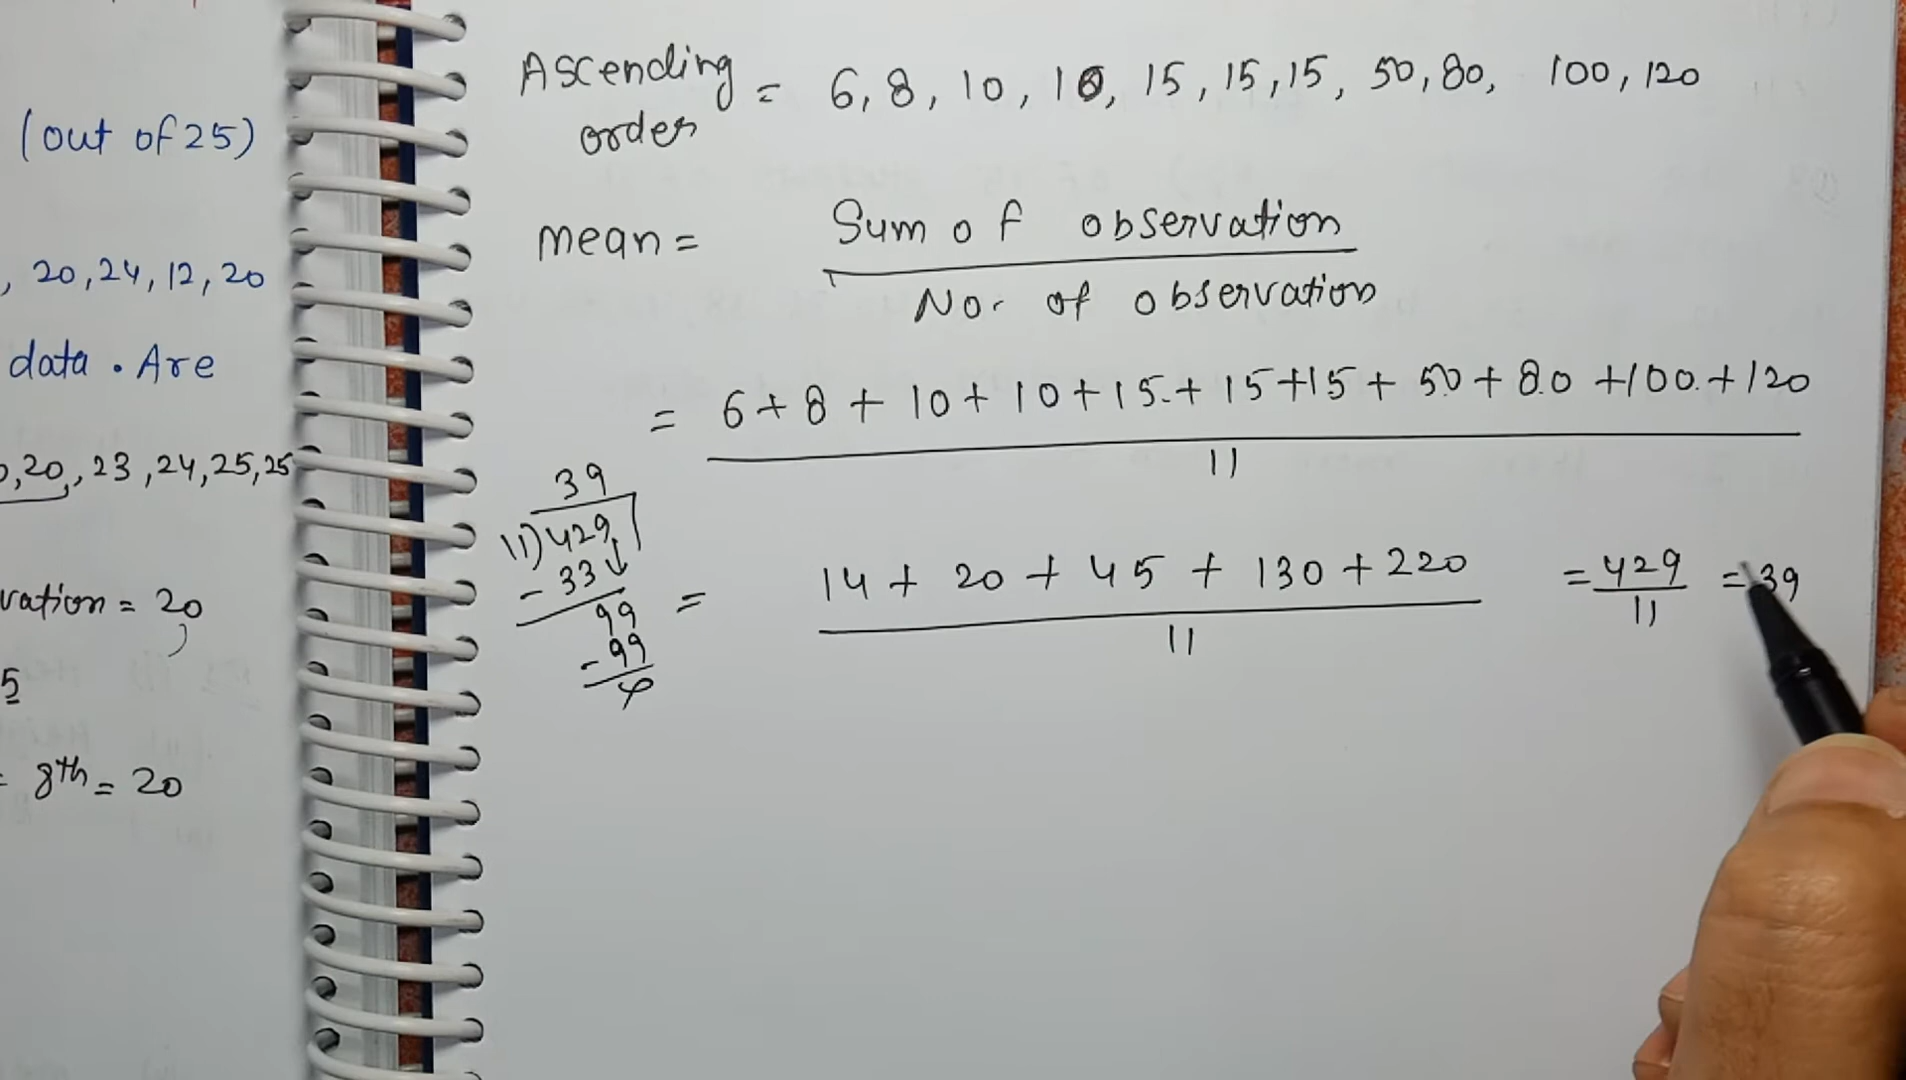 (out of 25)
, 20, 24, 12, 20
data. Are
20, 23, 24, 25, 25
vation = 20
5
= 8th = 20
Ascending order = 6, 8, 10, 10, 15, 15, 15, 50, 80, 100, 120
mean = Sum of observation
No. of observation
= 6 + 8 + 10 + 10 + 15 + 15 + 15 + 50 + 80 + 100 + 120
11
39
11) 429
- 33
99
- 99
= 14 + 20 + 45 + 130 + 220 = 429 = 39
11 11